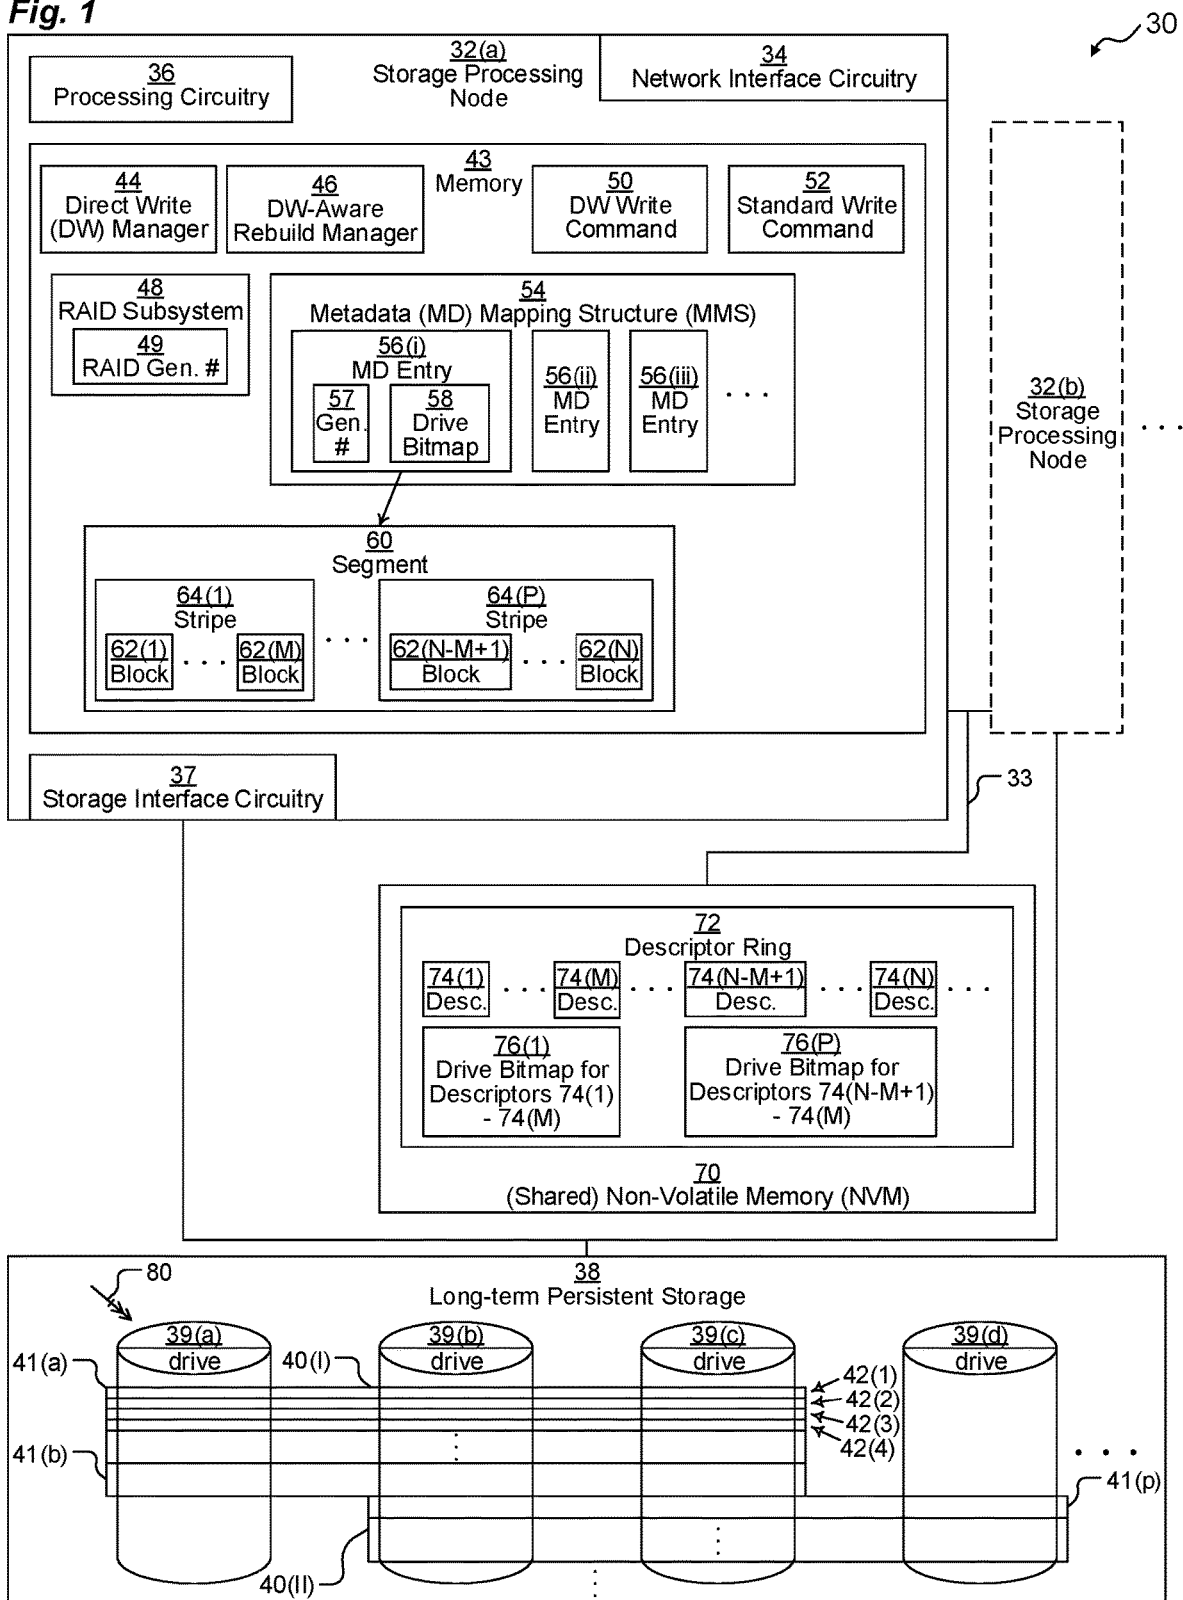 Fig. 1
30
32(a)
Storage Processing
Node
34
Network Interface Circuitry
36
Processing Circuitry
43
Memory
44
Direct Write
(DW) Manager
46
DW-Aware
Rebuild Manager
50
DW Write
Command
52
Standard Write
Command
48
RAID Subsystem
49
RAID Gen. #
54
Metadata (MD) Mapping Structure (MMS)
56(i)
MD Entry
57
Gen.
#
58
Drive
Bitmap
56(ii)
MD
Entry
56(iii)
MD
Entry
. . .
32(b)
Storage
Processing
Node
. . .
60
Segment
64(1)
Stripe
62(1)
Block
. . .
62(M)
Block
. . .
64(P)
Stripe
62(N-M+1)
Block
. . .
62(N)
Block
37
Storage Interface Circuitry
33
72
Descriptor Ring
74(1)
Desc.
. . .
74(M)
Desc.
. . .
74(N-M+1)
Desc.
. . .
74(N)
Desc.
. . .
76(1)
Drive Bitmap for
Descriptors 74(1)
- 74(M)
76(P)
Drive Bitmap for
Descriptors 74(N-M+1)
- 74(M)
70
(Shared) Non-Volatile Memory (NVM)
38
Long-term Persistent Storage
80
39(a)
drive
39(b)
drive
39(c)
drive
39(d)
drive
41(a)
40(I)
42(1)
42(2)
42(3)
42(4)
41(b)
. . .
41(p)
40(II)